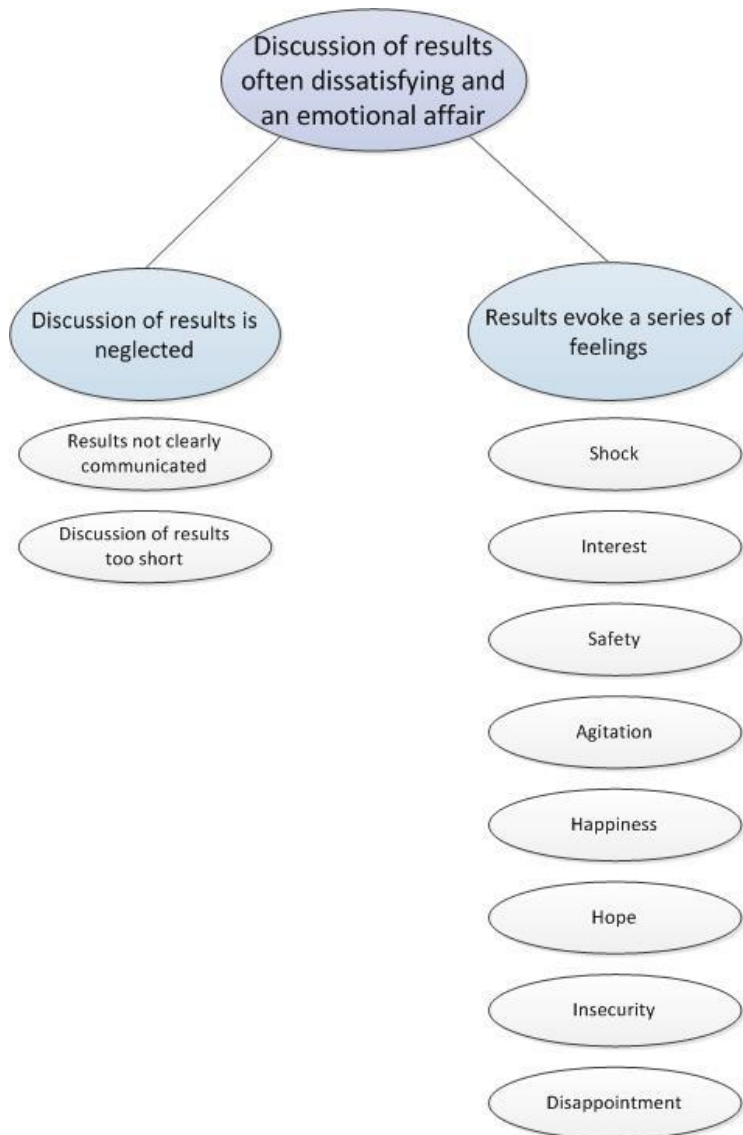 Discussion of results
often dissatisfying and
an emotional affair
Discussion of results is
neglected
Results not clearly
communicated
Discussion of results
too short
Results evoke a series of
feelings
Shock
Interest
Safety
Agitation
Happiness
Hope
Insecurity
Disappointment